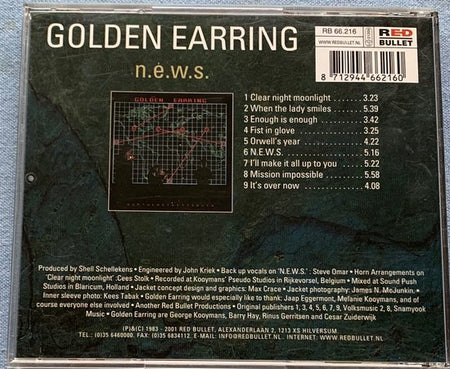 GOLDEN EARRING
n.e.w.s.
RB 66.216
RED BULLET
WWW.REDBULLET.NL
8 712944 662160
GOLDEN EARRING
1 Clear night moonlight ........ 3.23
2 When the lady smiles ........ 5.39
3 Enough is enough ........ 3.42
4 Fist in glove ........ 3.25
5 Orwell's year ........ 4.22
6 N.E.W.S. ........ 5.16
7 I'll make it all up to you ..... 5.22
8 Mission impossible ........ 5.58
9 It's over now ........ 4.08
Produced by Shell Schellekens • Engineered by John Kriek • Back up vocals on 'N.E.W.S.' : Steve Omar • Horn Arrangements on
'Clear night moonlight' :Cees Stolk • Recorded at Kooymans' Pseudo Studios in Rijkevorsel, Belgium • Mixed at Sound Push
Studios in Blaricum, Holland • Jacket concept design and graphics: Max Crace • Jacket photography: James N. McJunkin. •
Inner sleeve photo: Kees Tabak • Golden Earring would especially like to thank: Jaap Eggermont, Melanie Kooymans, and of
course everyone else involved • Another Red Bullet Productions • Original publishers 1, 3, 4, 5, 6, 7, 9, Volksmusic 2, 8, Snamyook
Music • Golden Earring are George Kooymans, Barry Hay, Rinus Gerritsen and Cesar Zuiderwijk
(P)&(C) 1983 - 2001 RED BULLET, ALEXANDERLAAN 2, 1213 XS HILVERSUM.
TEL.: (0)35 6460000. FAX: (0)35 6834112. E-MAIL: INFO@REDBULLET.NL. INTERNET: WWW.REDBULLET.NL